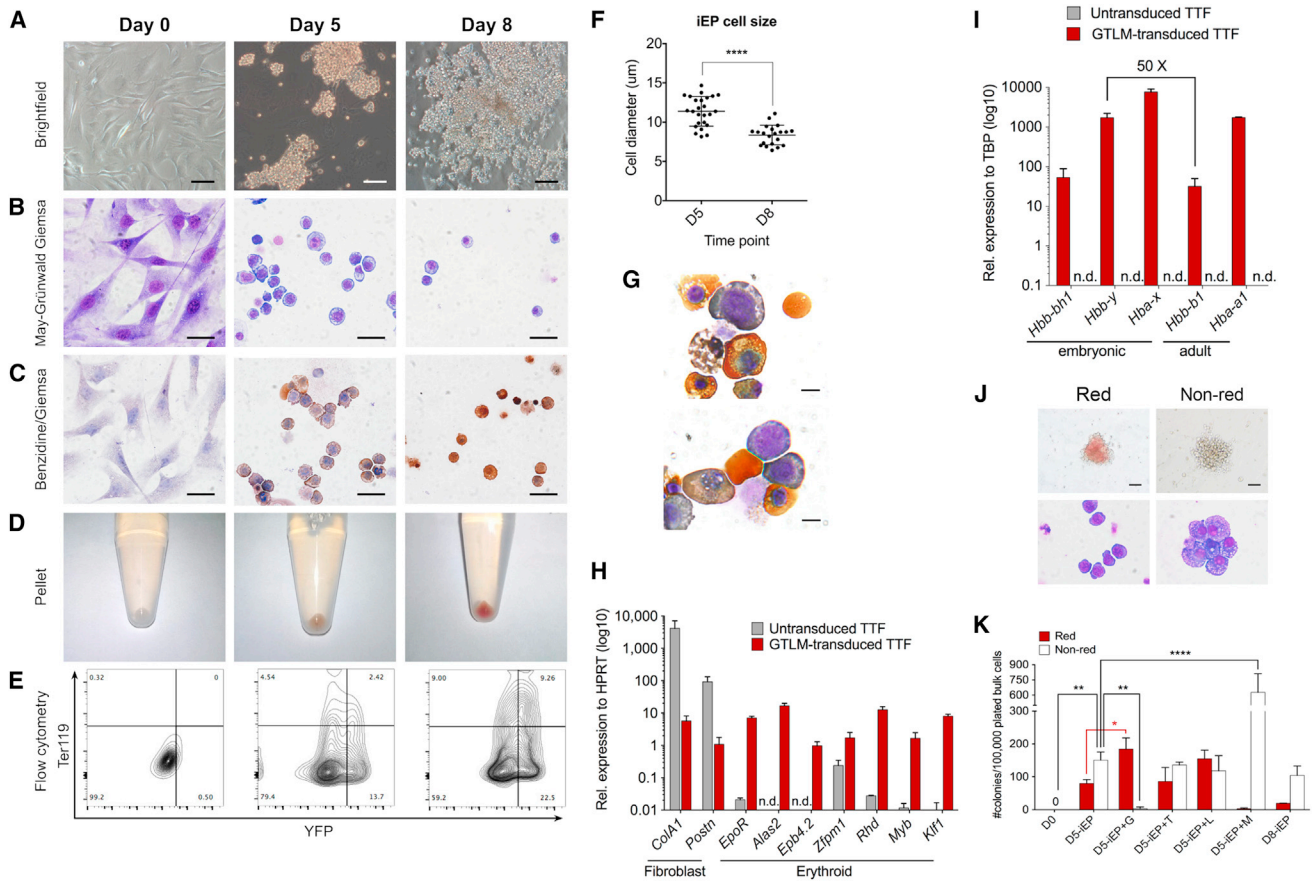 A
Day 0
Day 5
Day 8
Brightfield
B
May-Grünwald Giemsa
C
Benzidine/Giemsa
D
Pellet
E
Flow cytometry
Ter119
0.32
0
99.2
0.50
4.54
2.42
79.4
13.7
9.00
9.26
59.2
22.5
YFP
F
iEP cell size
Cell diameter (um)
20
15
10
5
0
****
D5
D8
Time point
G
H
Rel. expression to HPRT (log10)
10,000
1,000
100
10
1
0.1
0.01
Untransduced TTF
GTLM-transduced TTF
n.d.
n.d.
ColA1
Postn
EpoR
Alas2
Epb4.2
Zfpm1
Rhd
Myb
Klf1
Fibroblast
Erythroid
I
Untransduced TTF
GTLM-transduced TTF
50 X
Rel. expression to TBP (log10)
10000
1000
100
10
1
0.1
n.d.
n.d.
n.d.
n.d.
n.d.
Hbb-bh1
Hbb-y
Hba-x
Hbb-b1
Hba-a1
embryonic
adult
J
Red
Non-red
K
Red
Non-red
#colonies/100,000 plated bulk cells
900
750
600
300
200
100
0
0
**
**
*
****
D0
D5-iEP
D5-iEP+G
D5-iEP+T
D5-iEP+L
D5-iEP+M
D8-iEP